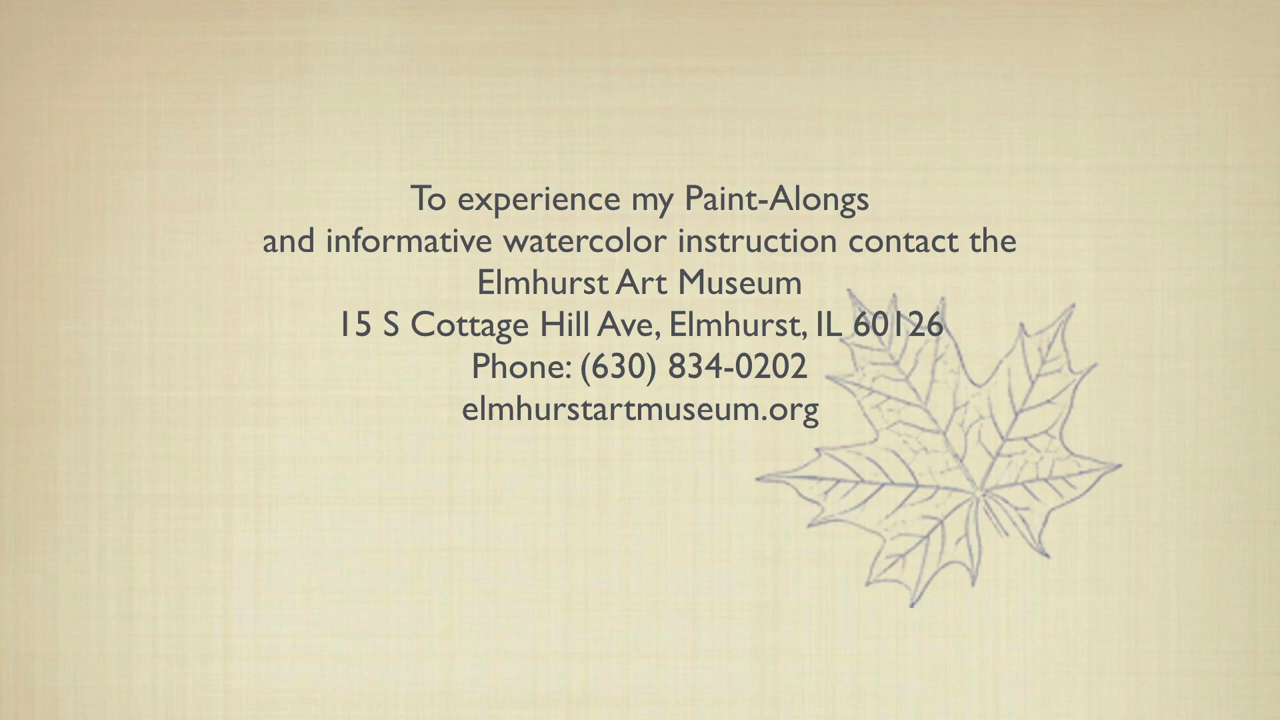 To experience my Paint-Alongs
and informative watercolor instruction contact the
Elmhurst Art Museum
15 S Cottage Hill Ave, Elmhurst, IL 60126
Phone: (630) 834-0202
elmhurstartmuseum.org